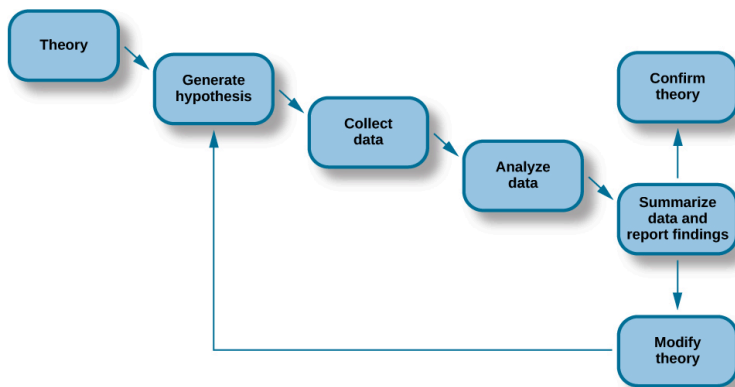 Theory
Generate
hypothesis
Collect
data
Analyze
data
Summarize
data and
report findings
Confirm
theory
Modify
theory